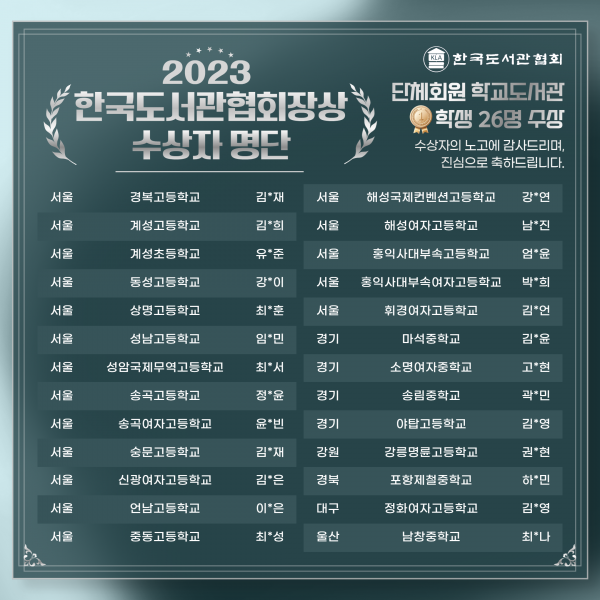 2023
한국도서관협회장상
수상자 명단
KLA 한국도서관협회
단체회원 학교도서관
1 학생 26명 수상
수상자의 노고에 감사드리며,
진심으로 축하드립니다.
서울 경복고등학교 김*재
서울 계성고등학교 김*희
서울 계성초등학교 유*준
서울 동성고등학교 강*이
서울 상명고등학교 최*훈
서울 성남고등학교 임*민
서울 성암국제무역고등학교 최*서
서울 송곡고등학교 정*윤
서울 송곡여자고등학교 윤*빈
서울 숭문고등학교 김*재
서울 신광여자고등학교 김*은
서울 언남고등학교 이*은
서울 중동고등학교 최*성
서울 해성국제컨벤션고등학교 강*연
서울 해성여자고등학교 남*진
서울 홍익사대부속고등학교 엄*윤
서울 홍익사대부속여자고등학교 박*희
서울 휘경여자고등학교 김*언
경기 마석중학교 김*윤
경기 소명여자중학교 고*현
경기 송림중학교 곽*민
경기 야탑고등학교 김*영
강원 강릉명륜고등학교 권*현
경북 포항제철중학교 하*민
대구 정화여자고등학교 김*영
울산 남창중학교 최*나